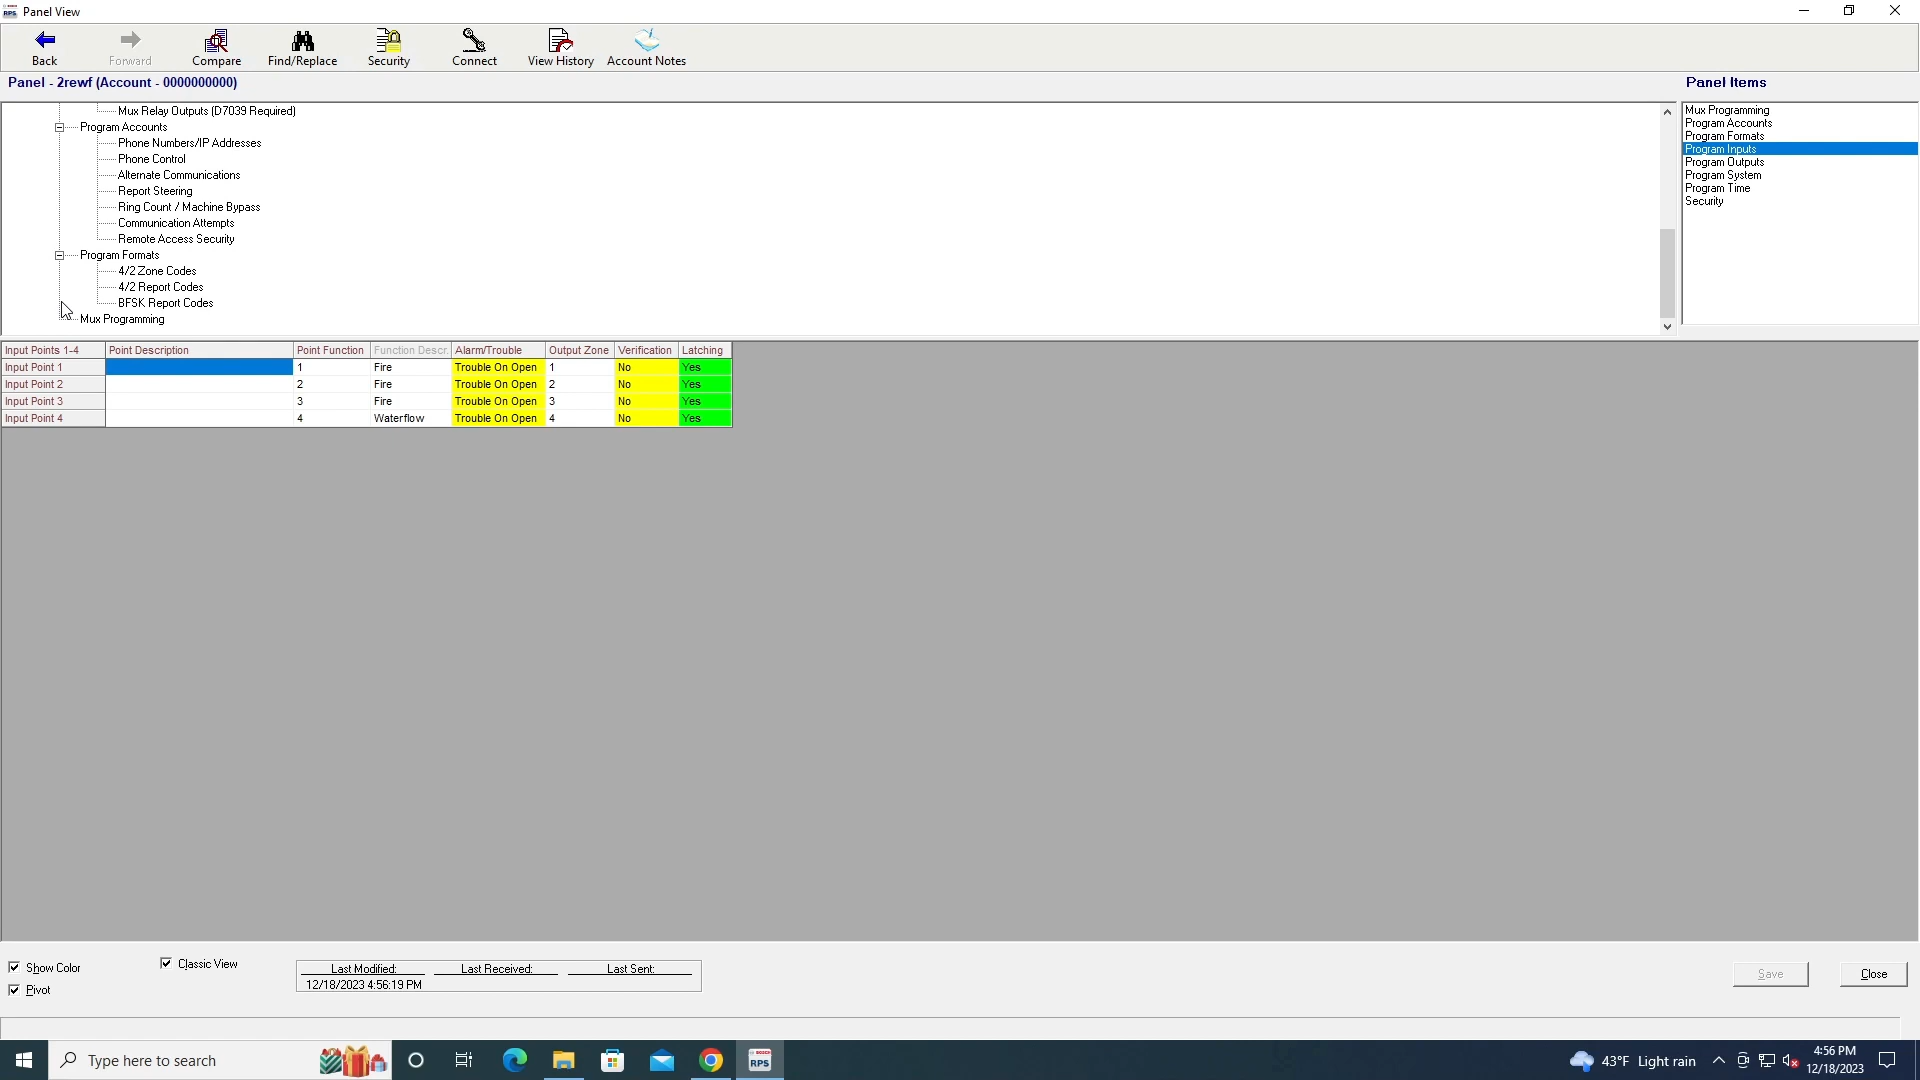 Panel View
Back
Forward
Compare
Find/Replace
Security
Connect
View History
Account Notes
Panel - 2rewf (Account - 0000000000)
Panel Items
Mux Relay Outputs (D7039 Required)
Program Accounts
Phone Numbers/IP Addresses
Phone Control
Alternate Communications
Report Steering
Ring Count / Machine Bypass
Communication Attempts
Remote Access Security
Program Formats
4/2 Zone Codes
4/2 Report Codes
BFSK Report Codes
Mux Programming
Mux Programming
Program Accounts
Program Formats
Program Inputs
Program Outputs
Program System
Program Time
Security
Input Points 1-4 Point Description Point Function Function Descr. Alarm/Trouble Output Zone Verification Latching
Input Point 1 1 Fire Trouble On Open 1 No Yes
Input Point 2 2 Fire Trouble On Open 2 No Yes
Input Point 3 3 Fire Trouble On Open 3 No Yes
Input Point 4 4 Waterflow Trouble On Open 4 No Yes
Show Color
Classic View
Pivot
Last Modified: Last Received: Last Sent:
12/18/2023 4:56:19 PM
Save
Close
Type here to search
RPS
43°F Light rain
4:56 PM
12/18/2023